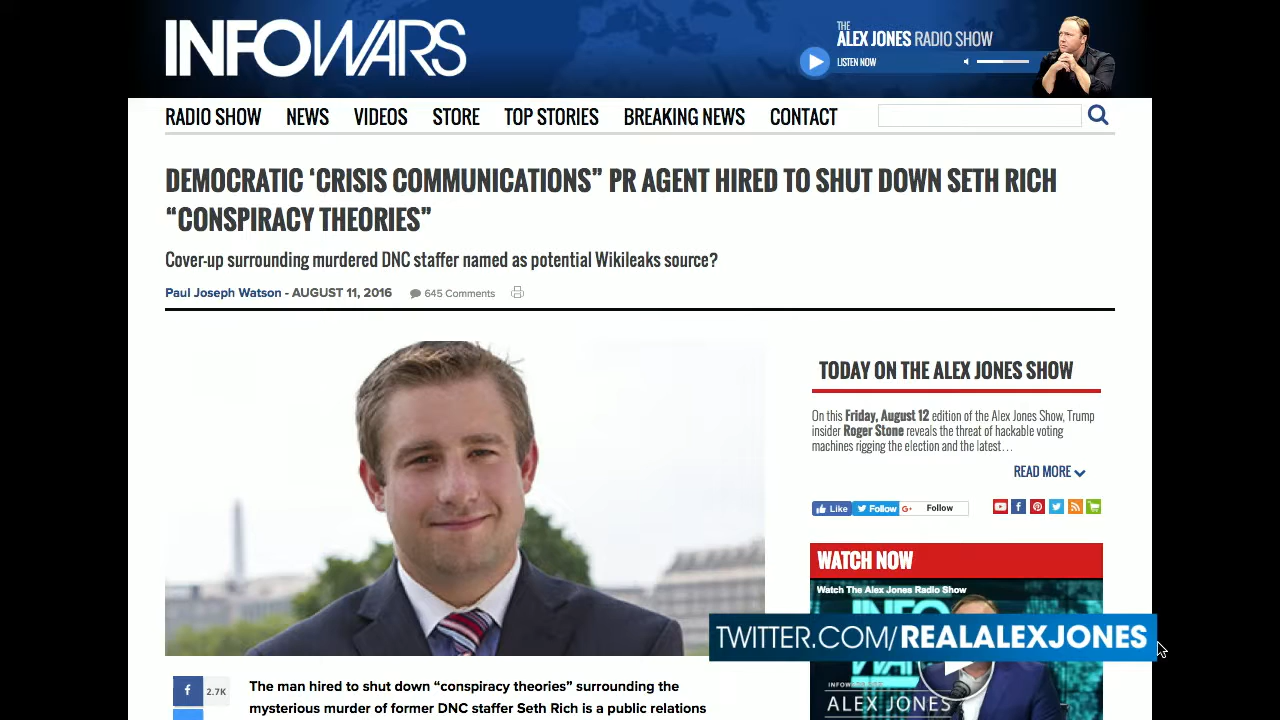 INFOWARS
THE
ALEX JONES RADIO SHOW
LISTEN NOW
RADIO SHOW NEWS VIDEOS STORE TOP STORIES BREAKING NEWS CONTACT
DEMOCRATIC ‘CRISIS COMMUNICATIONS” PR AGENT HIRED TO SHUT DOWN SETH RICH
“CONSPIRACY THEORIES”
Cover-up surrounding murdered DNC staffer named as potential Wikileaks source?
Paul Joseph Watson - AUGUST 11, 2016 645 Comments
TODAY ON THE ALEX JONES SHOW
On this Friday, August 12 edition of the Alex Jones Show, Trump
insider Roger Stone reveals the threat of hackable voting
machines rigging the election and the latest…
READ MORE
Like Follow G+ Follow
WATCH NOW
Watch The Alex Jones Radio Show
TWITTER.COM/REALALEXJONES
ALEX JONES
f 2.7K
The man hired to shut down “conspiracy theories” surrounding the
mysterious murder of former DNC staffer Seth Rich is a public relations